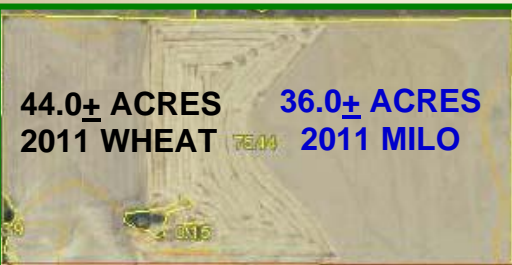 44.0± ACRES
2011 WHEAT
36.0± ACRES
2011 MILO
75.44